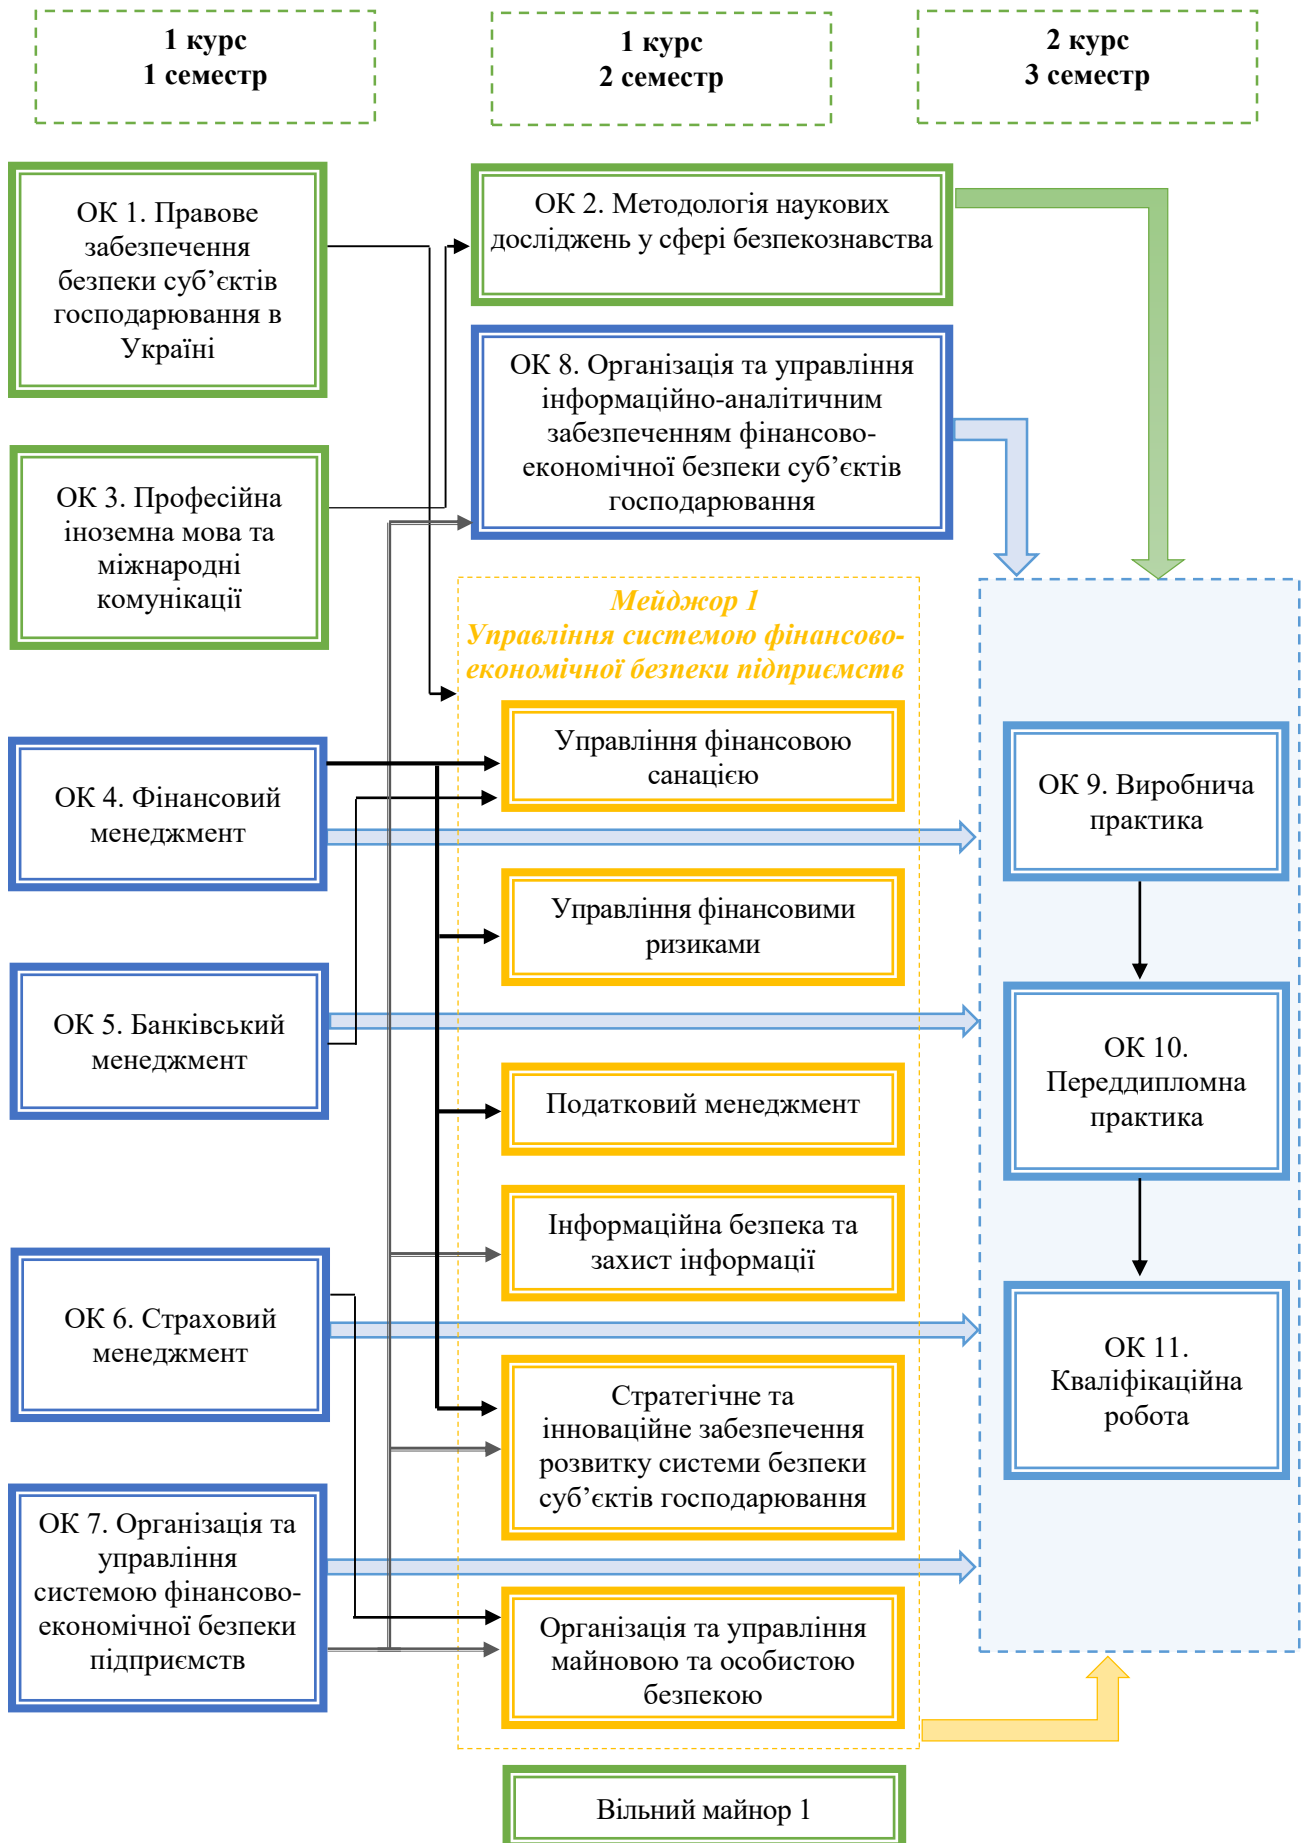 1 курс
1 семестр
1 курс
2 семестр
2 курс
3 семестр
ОК 1. Правове
забезпечення
безпеки суб’єктів
господарювання в
Україні
ОК 3. Професійна
іноземна мова та
міжнародні
комунікації
ОК 4. Фінансовий
менеджмент
ОК 5. Банківський
менеджмент
ОК 6. Страховий
менеджмент
ОК 7. Організація та
управління
системою фінансово-
економічної безпеки
підприємств
ОК 2. Методологія наукових
досліджень у сфері безпекознавства
ОК 8. Організація та управління
інформаційно-аналітичним
забезпеченням фінансово-
економічної безпеки суб’єктів
господарювання
Мейджор 1
Управління системою фінансово-
економічної безпеки підприємств
Управління фінансовою
санацією
Управління фінансовими
ризиками
Податковий менеджмент
Інформаційна безпека та
захист інформації
Стратегічне та
інноваційне забезпечення
розвитку системи безпеки
суб’єктів господарювання
Організація та управління
майновою та особистою
безпекою
Вільний майнор 1
ОК 9. Виробнича
практика
ОК 10.
Переддипломна
практика
ОК 11.
Кваліфікаційна
робота